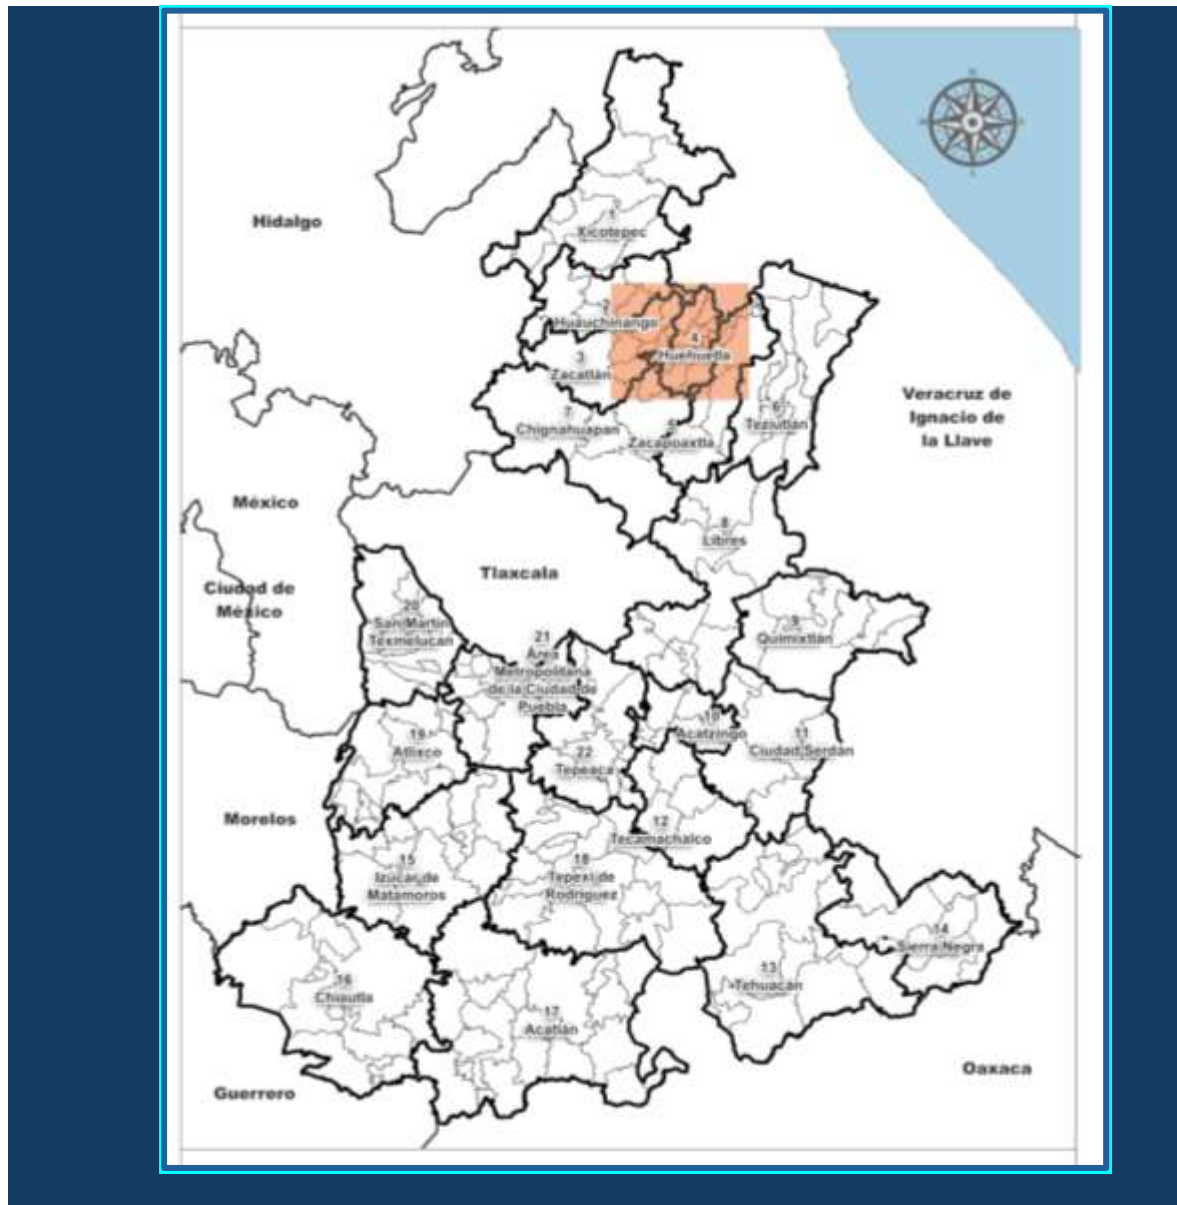 Hidalgo
1
Xicotepec
2
Huauchinango
4
Huehuetla
3
Zacatlán
Veracruz de
Ignacio de
la Llave
7
Chignahuapan
5
Zacapoaxtla
6
Teziutlán
México
8
Libres
Tlaxcala
Ciudad de
México
20
San Martín
Texmelucan
21
Área
Metropolitana
de la Ciudad de
Puebla
9
Quimixtlán
19
Atlixco
10
Acatzingo
11
Ciudad Serdán
22
Tepeaca
Morelos
12
Tecamachalco
15
Izúcar de
Matamoros
18
Tepexi de
Rodríguez
14
Sierra Negra
16
Chiautla
13
Tehuacán
17
Acatlán
Oaxaca
Guerrero